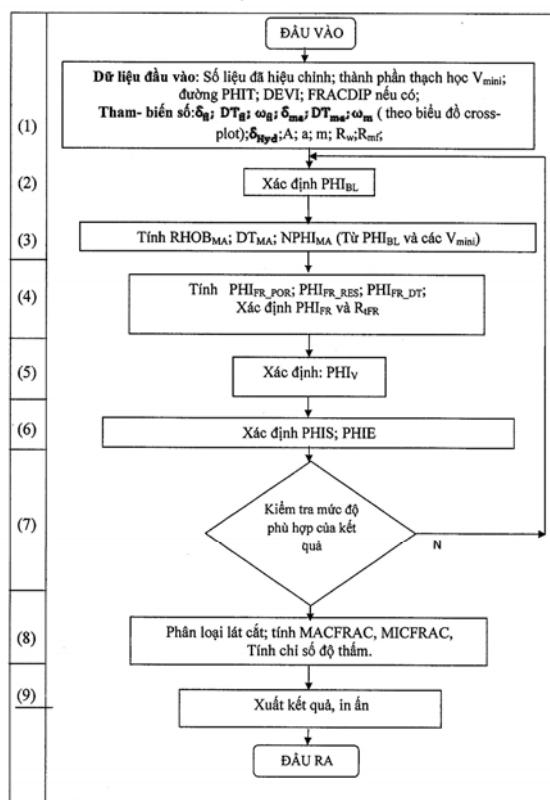 ĐẦU VÀO
Dữ liệu đầu vào: Số liệu đã hiệu chỉnh; thành phần thạch học Vmini;
đường PHIT; DEVI; FRACDIP nếu có;
(1)
Tham- biến số:δfl; DTfl; ωfl; δma; DTma; ωm ( theo biểu đồ cross-
plot);δHyd; A; a; m; Rw; Rmf;
(2)
Xác định PHIBL
(3)
Tính RHOBMA; DTMA; NPHIMA (Từ PHIBL và các Vmini)
(4)
Tính PHIFR_POR; PHIFR_RES; PHIFR_DT;
Xác định PHIFR và RtFR
(5)
Xác định: PHIV
(6)
Xác định PHIS; PHIE
(7)
Kiểm tra mức độ
phù hợp của kết
quả
N
(8)
Phân loại lát cắt; tính MACFRAC, MICFRAC,
Tính chỉ số độ thấm.
(9)
Xuất kết quả, in ấn
ĐẦU RA